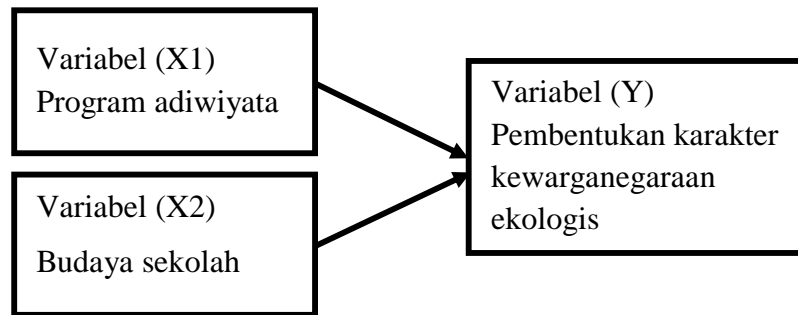 Variabel (X1)
Program adiwiyata
Variabel (X2)
Budaya sekolah
Variabel (Y)
Pembentukan karakter
kewarganegaraan
ekologis